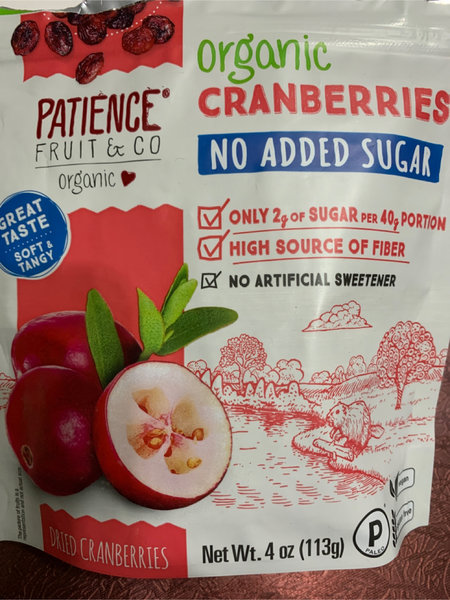 organic
CRANBERRIES
PATIENCE®
FRUIT & CO
organic
NO ADDED SUGAR
GREAT
TASTE
SOFT &
TANGY
ONLY 2g OF SUGAR PER 40g PORTION
HIGH SOURCE OF FIBER
NO ARTIFICIAL SWEETENER
DRIED CRANBERRIES
Net Wt. 4 oz (113g)
P
PALEO